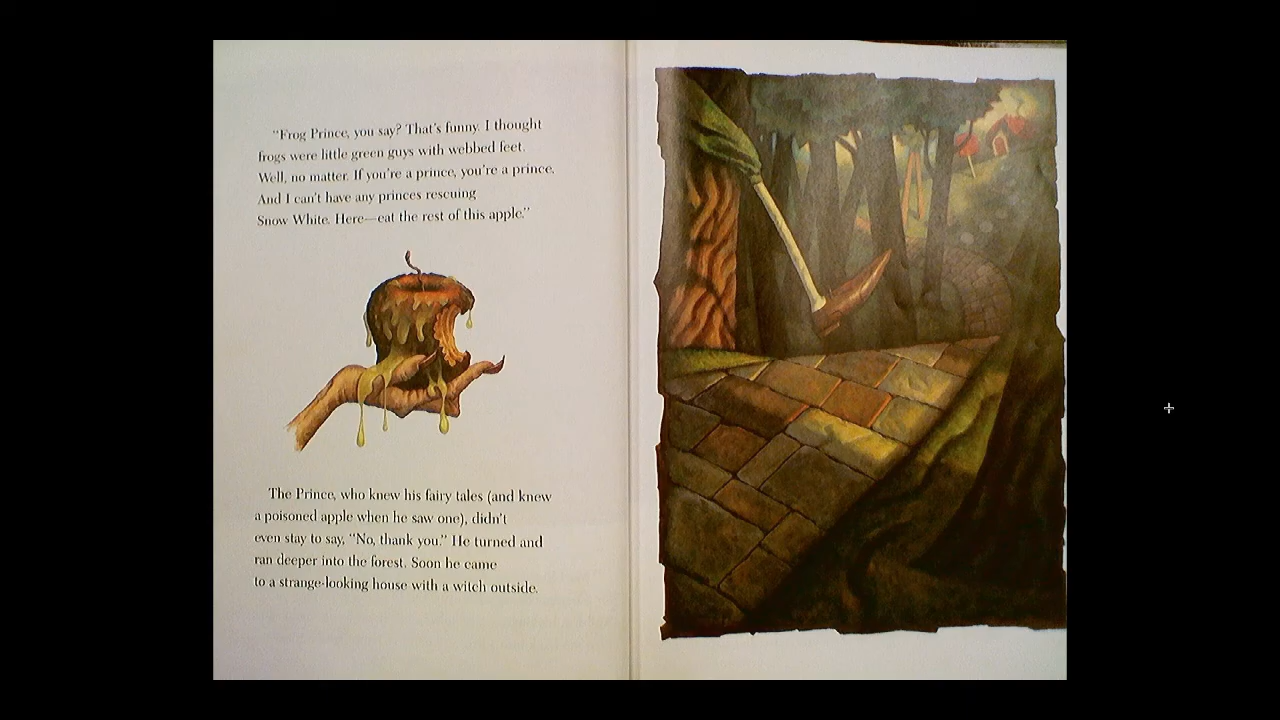 “Frog Prince, you say? That’s funny. I thought
frogs were little green guys with webbed feet.
Well, no matter. If you’re a prince, you’re a prince.
And I can’t have any princes rescuing
Snow White. Here—eat the rest of this apple.”
The Prince, who knew his fairy tales (and knew
a poisoned apple when he saw one), didn’t
even stay to say, “No, thank you.” He turned and
ran deeper into the forest. Soon he came
to a strange-looking house with a witch outside.